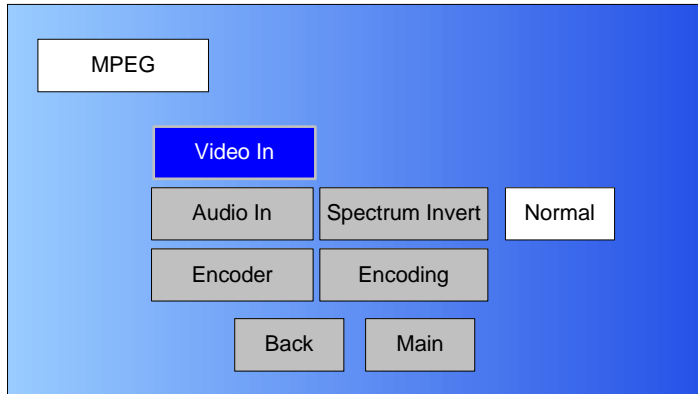 MPEG
Video In
Audio In
Spectrum Invert
Normal
Encoder
Encoding
Back
Main